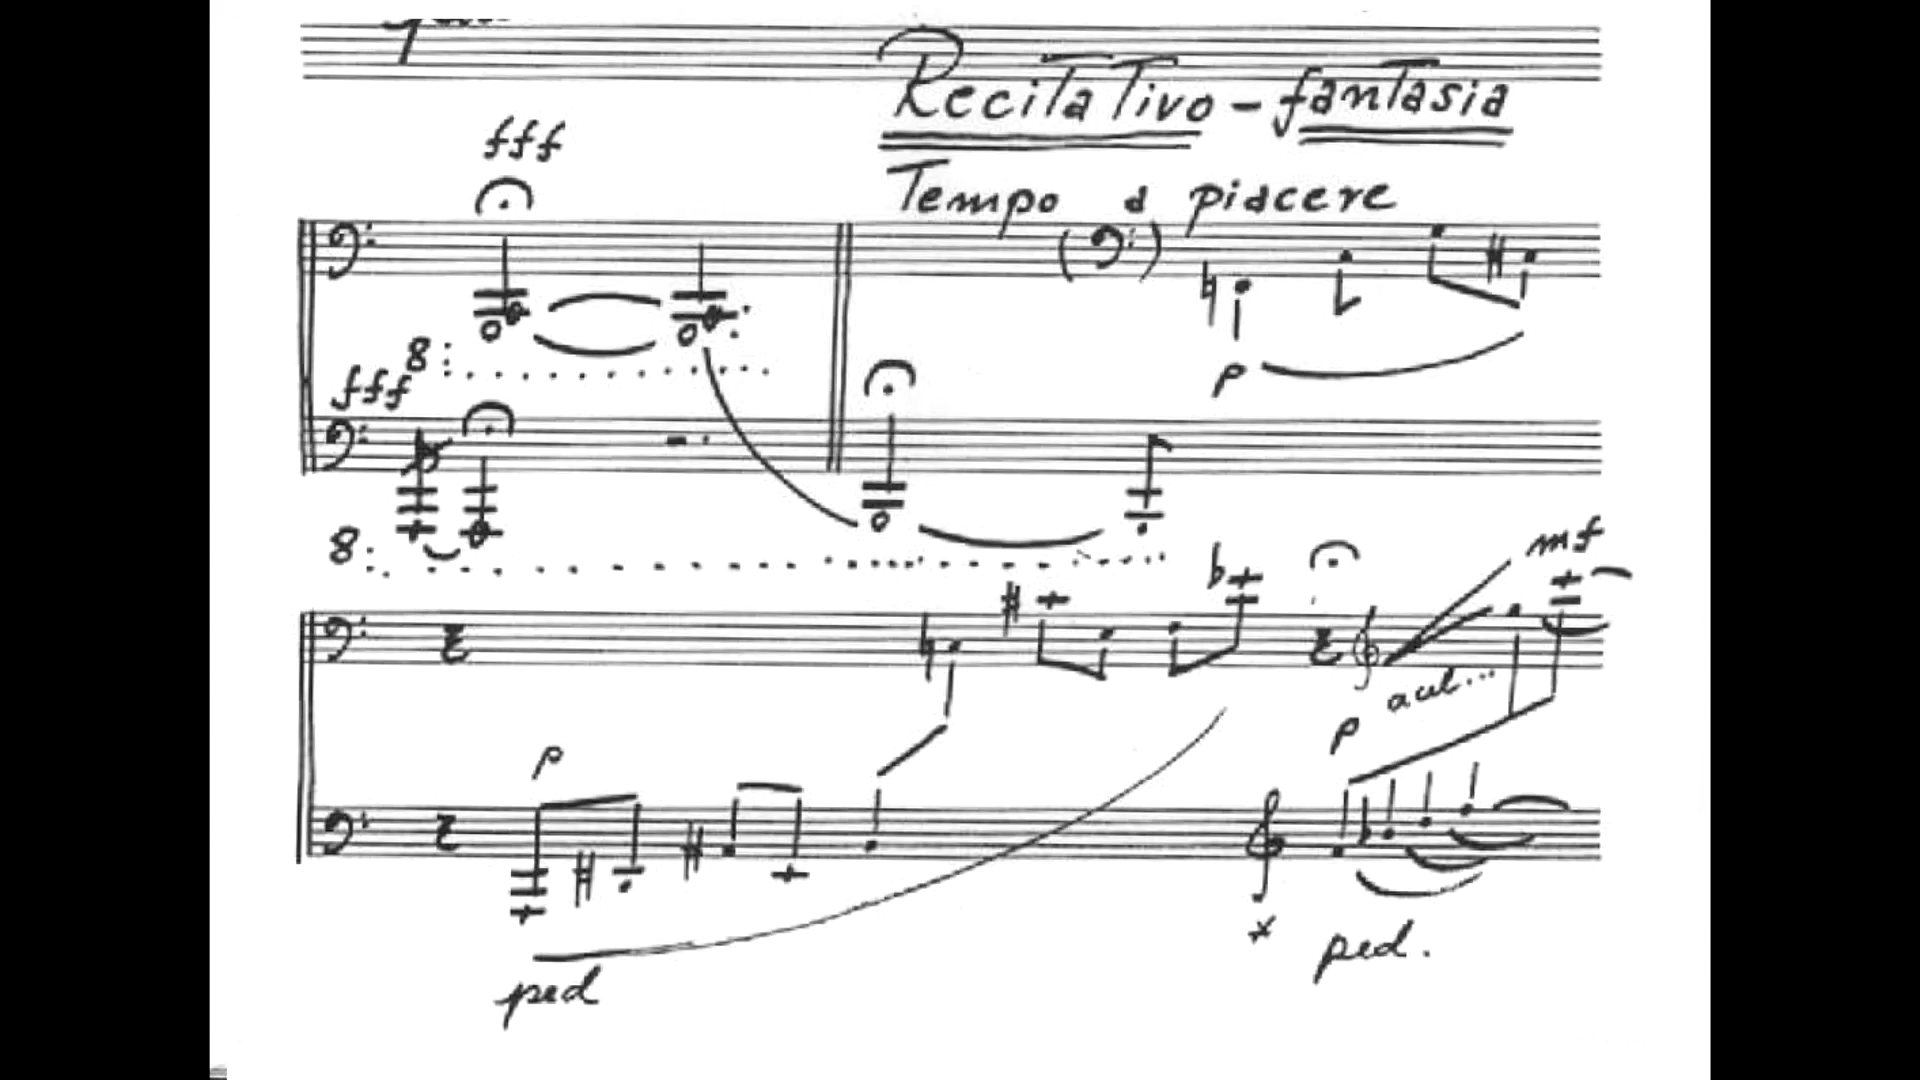 Recitativo - fantasia
fff
Tempo a piacere
8
p
fff
8
mf
accel...
p
p
ped
ped.